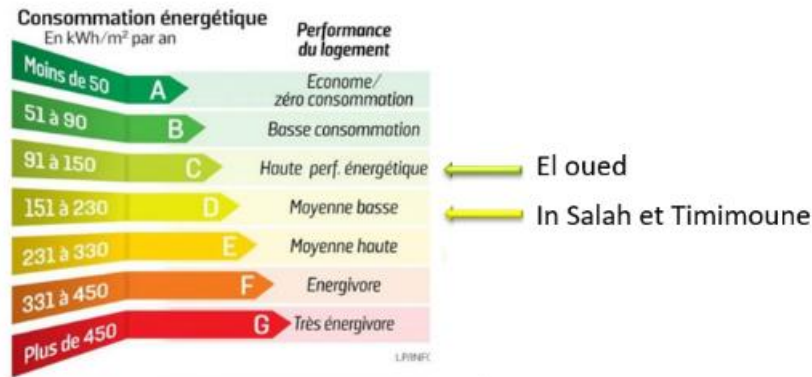 Consommation énergétique
En kWh/m² par an
Performance
du logement
Moins de 50 A Econome/
zéro consommation
51 à 90 B Basse consommation
91 à 150 C Haute perf. énergétique El oued
151 à 230 D Moyenne basse In Salah et Timimoune
231 à 330 E Moyenne haute
331 à 450 F Energivore
Plus de 450 G Très énergivore
LP/INFO